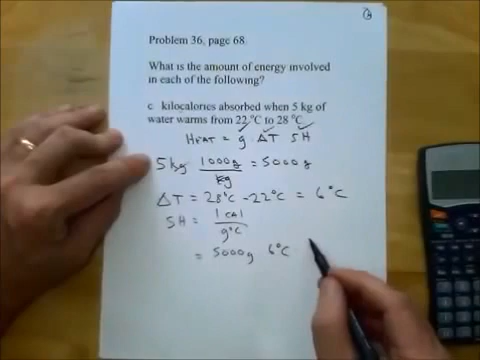 Problem 36, page 68
What is the amount of energy involved
in each of the following?
c kilocalories absorbed when 5 kg of
water warms from 22 °C to 28 °C
HEAT = g ΔT SH
5 kg 1000g = 5000 g
kg
ΔT = 28°C - 22°C = 6°C
SH = 1 CAl
g °C
= 5000g 6°C